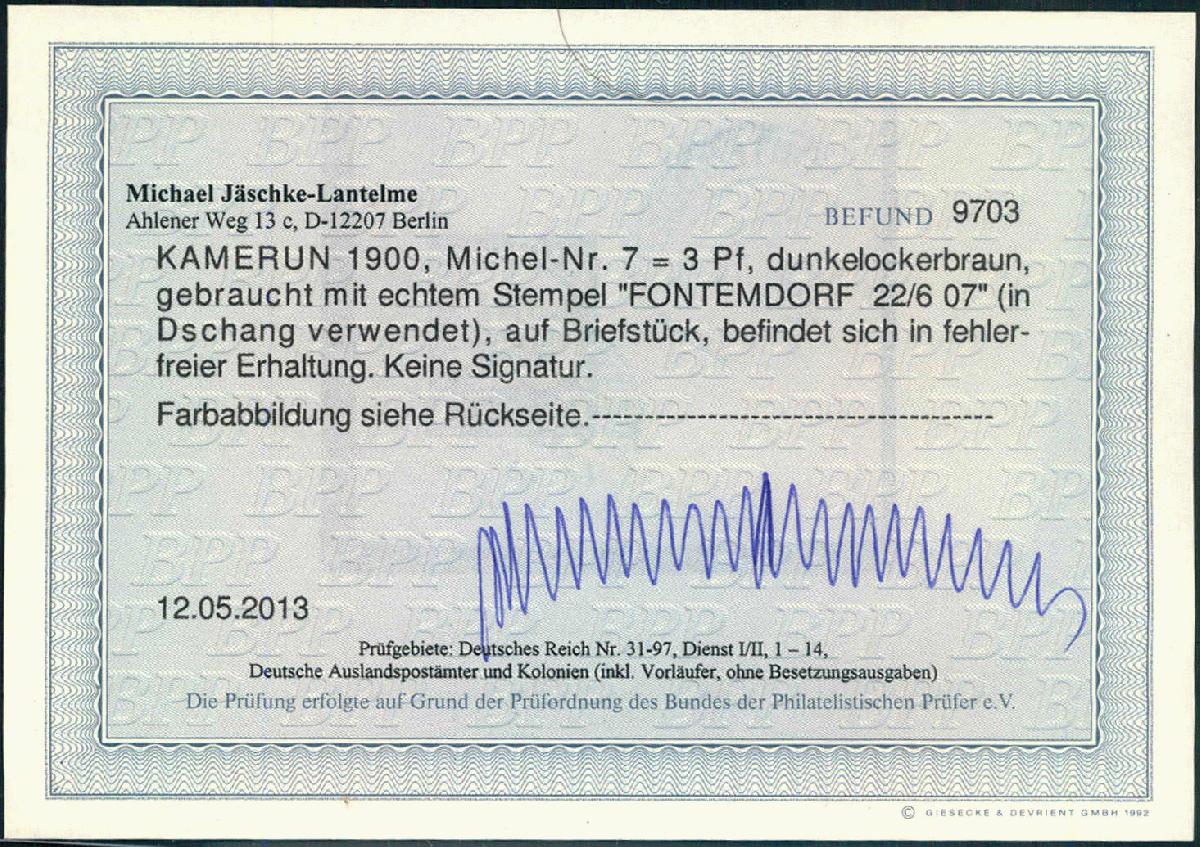 Michael Jäschke-Lantelme
Ahlener Weg 13 c, D-12207 Berlin
BEFUND 9703
KAMERUN 1900, Michel-Nr. 7 = 3 Pf, dunkelockerbraun,
gebraucht mit echtem Stempel "FONTEMDORF 22/6 07" (in
Dschang verwendet), auf Briefstück, befindet sich in fehler-
freier Erhaltung. Keine Signatur.
Farbabbildung siehe Rückseite.--------------------------------------
12.05.2013
Prüfgebiete: Deutsches Reich Nr. 31-97, Dienst I/II, 1 – 14,
Deutsche Auslandspostämter und Kolonien (inkl. Vorläufer, ohne Besetzungsausgaben)
Die Prüfung erfolgte auf Grund der Prüfordnung des Bundes der Philatelistischen Prüfer e.V.
© GIESECKE & DEVRIENT GMBH 1992